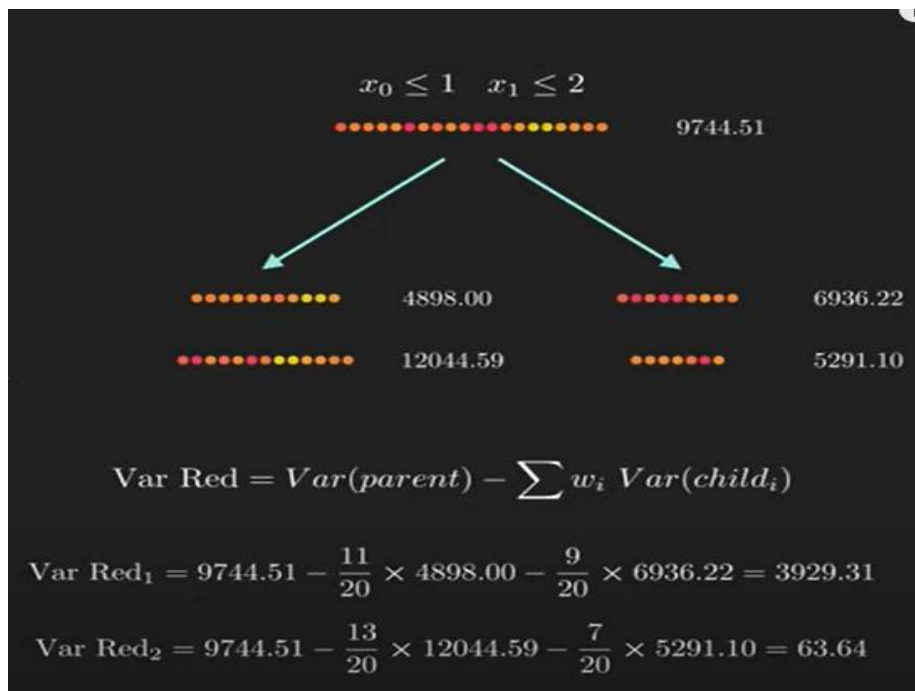 x₀ ≤ 1 x₁ ≤ 2
9744.51
4898.00 6936.22
12044.59 5291.10
Var Red = Var(parent) − ∑ wᵢ Var(childᵢ)
Var Red₁ = 9744.51 − 11/20 × 4898.00 − 9/20 × 6936.22 = 3929.31
Var Red₂ = 9744.51 − 13/20 × 12044.59 − 7/20 × 5291.10 = 63.64